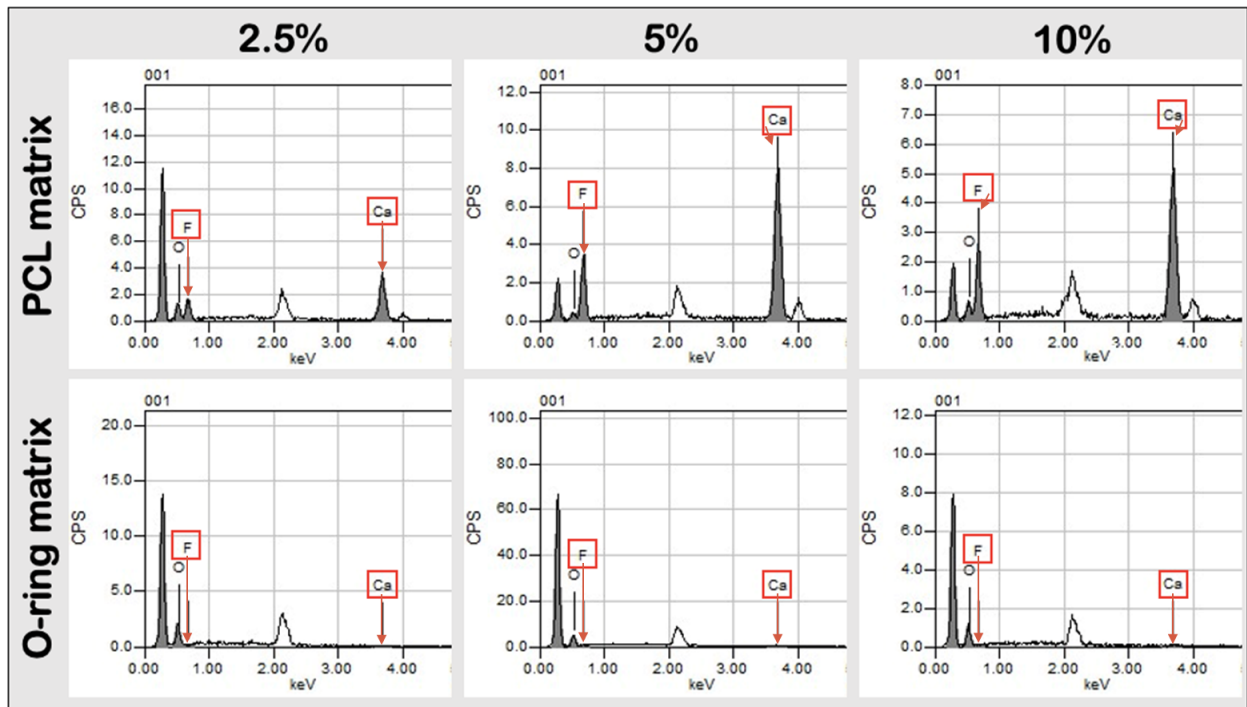 2.5% 5% 10%
PCL matrix
001
CPS
16.0
14.0
12.0
10.0
8.0
6.0
4.0
2.0
0.0
F
O
Ca
0.00 1.00 2.00 3.00 4.00
keV
001
CPS
12.0
10.0
8.0
6.0
4.0
2.0
0.0
F
O
Ca
0.00 1.00 2.00 3.00 4.00
keV
001
CPS
8.0
7.0
6.0
5.0
4.0
3.0
2.0
1.0
0.0
F
O
Ca
0.00 1.00 2.00 3.00 4.00
keV
O-ring matrix
001
CPS
20.0
15.0
10.0
5.0
0.0
F
O
Ca
0.00 1.00 2.00 3.00 4.00
keV
001
CPS
100.0
80.0
60.0
40.0
20.0
0.0
F
O
Ca
0.00 1.00 2.00 3.00 4.00
keV
001
CPS
12.0
10.0
8.0
6.0
4.0
2.0
0.0
F
O
Ca
0.00 1.00 2.00 3.00 4.00
keV